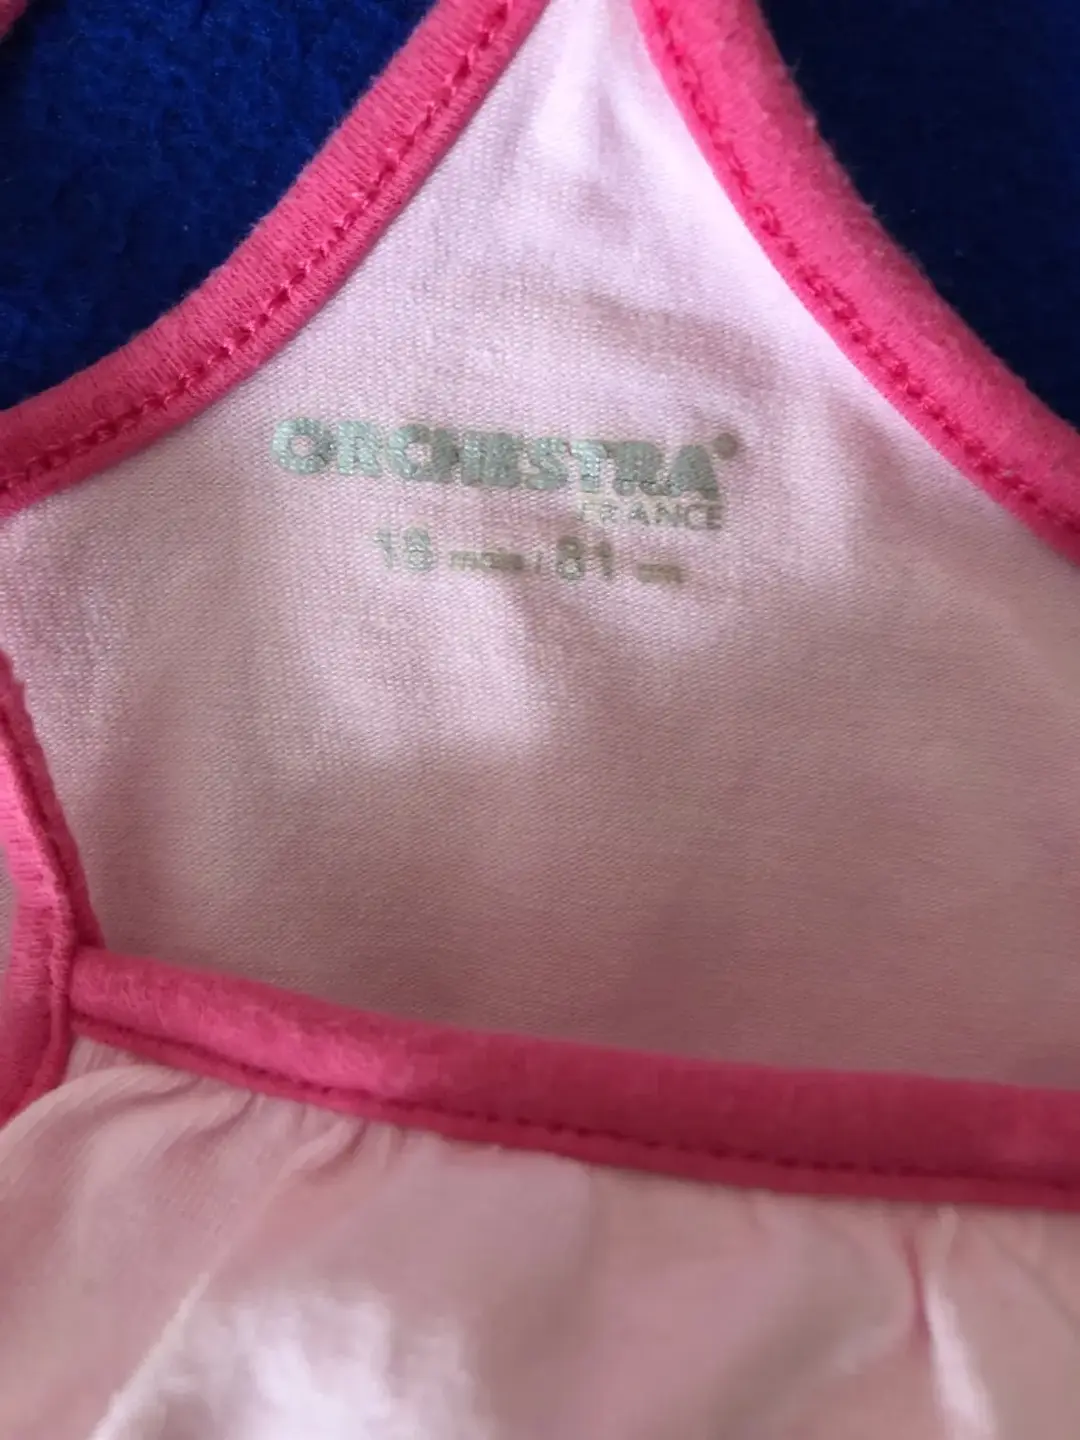 ORCHESTRA®
FRANCE
18 mois / 81 cm